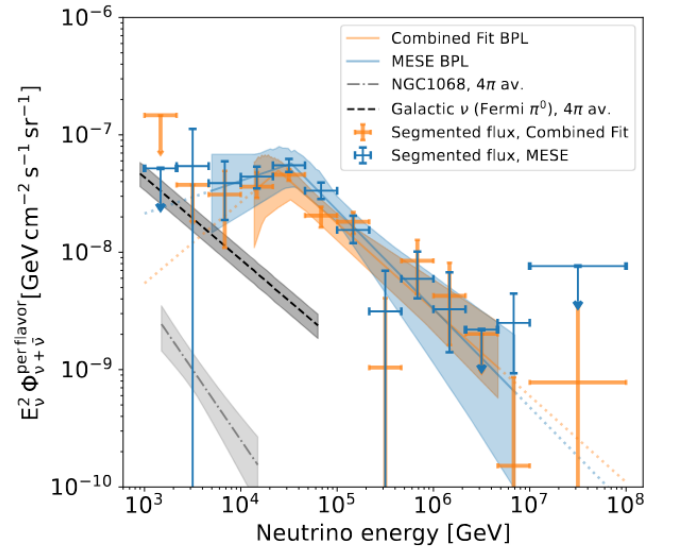 10⁻⁶
10⁻⁷
10⁻⁸
10⁻⁹
10⁻¹⁰
E²ᵥ Φᵖᵉʳ ᶠˡᵃᵛᵒʳ_ν+ν̄ [GeV cm⁻² s⁻¹ sr⁻¹]
Combined Fit BPL
MESE BPL
NGC1068, 4π av.
Galactic ν (Fermi π⁰), 4π av.
Segmented flux, Combined Fit
Segmented flux, MESE
10³ 10⁴ 10⁵ 10⁶ 10⁷ 10⁸
Neutrino energy [GeV]